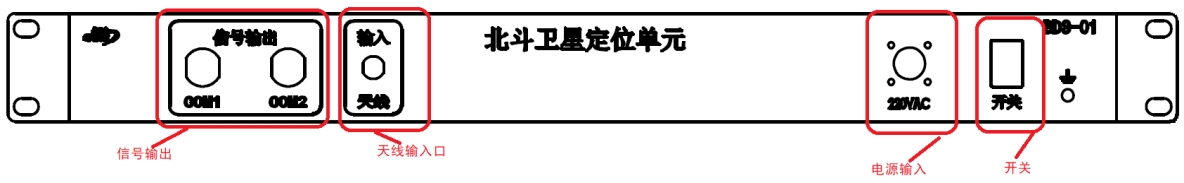 信号输出
COM1 COM2
输入
天线
北斗卫星定位单元
220VAC
开关
BDS-01
信号输出
天线输入口
电源输入
开关